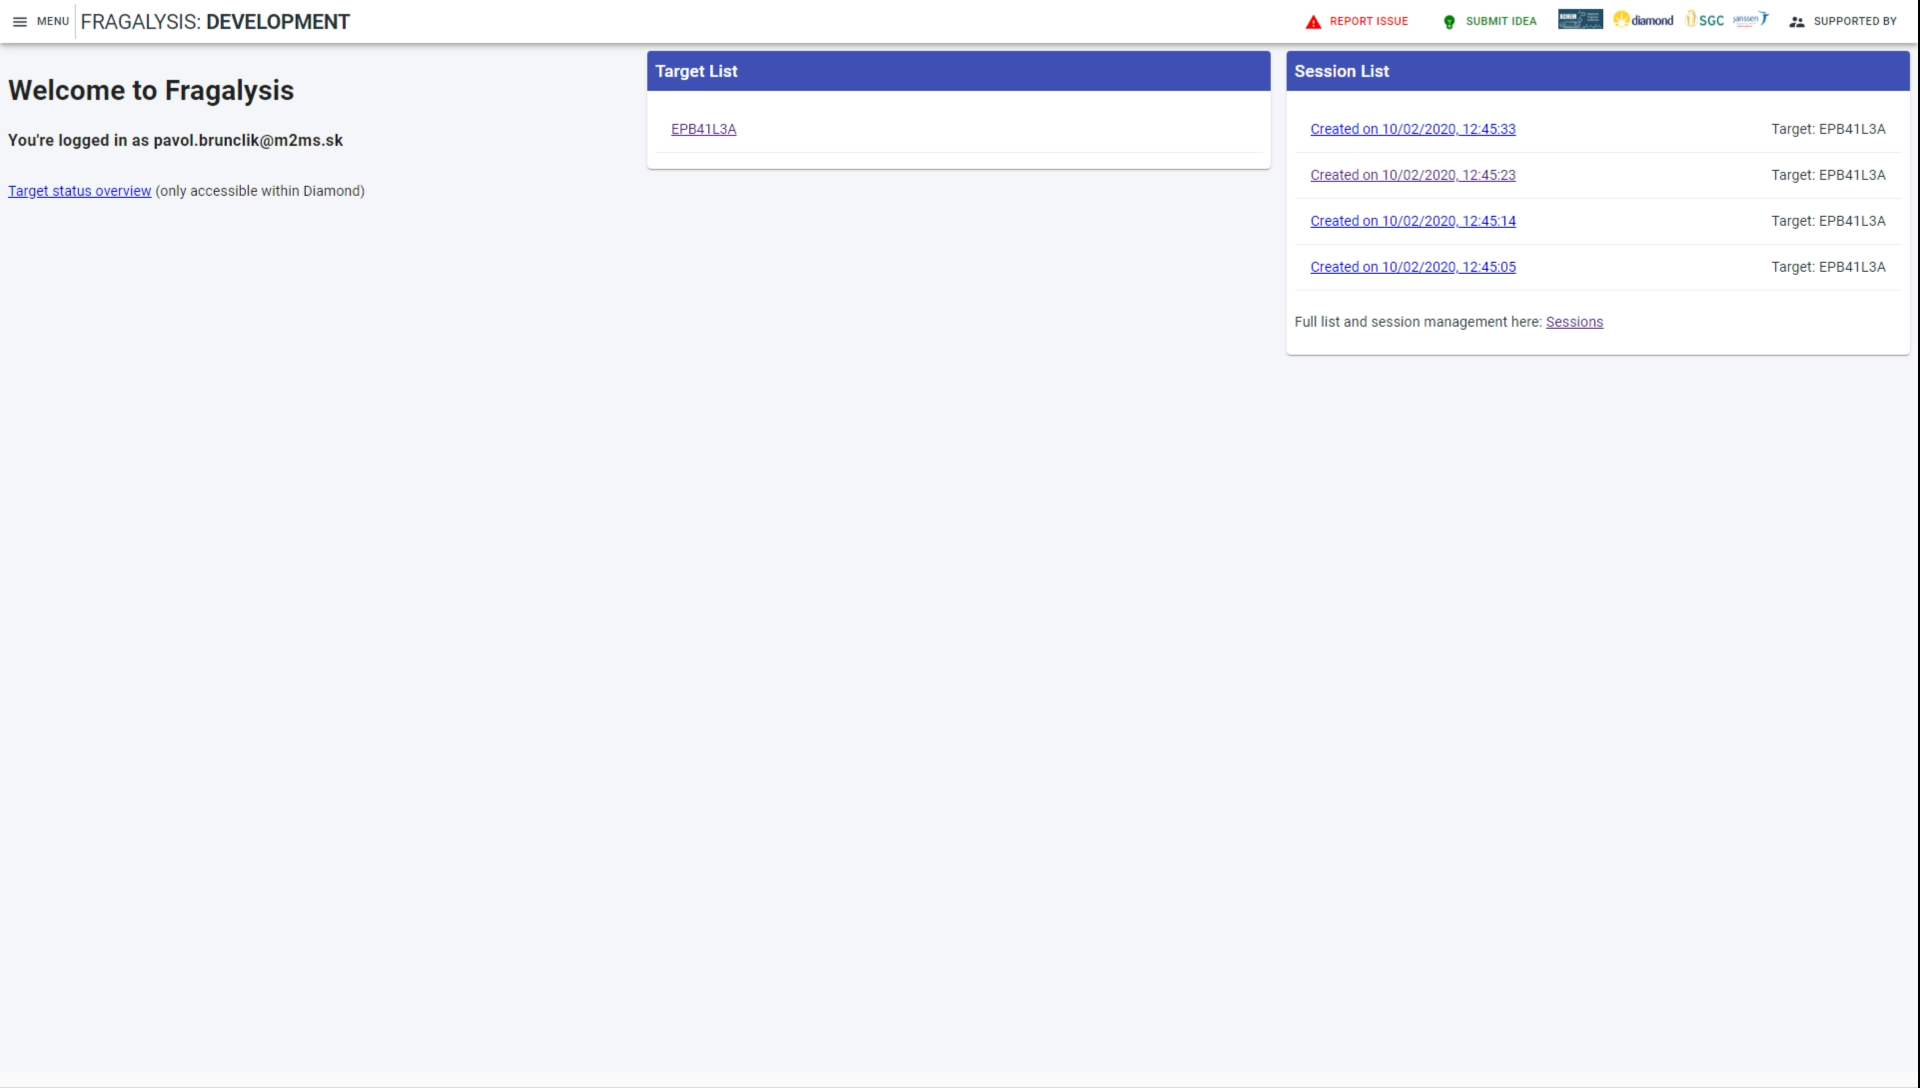 MENU
FRAGALYSIS: DEVELOPMENT
REPORT ISSUE
SUBMIT IDEA
diamond
SGC
janssen
SUPPORTED BY
Welcome to Fragalysis
You're logged in as pavol.brunclik@m2ms.sk
Target status overview (only accessible within Diamond)
Target List
EPB41L3A
Session List
Created on 10/02/2020, 12:45:33 Target: EPB41L3A
Created on 10/02/2020, 12:45:23 Target: EPB41L3A
Created on 10/02/2020, 12:45:14 Target: EPB41L3A
Created on 10/02/2020, 12:45:05 Target: EPB41L3A
Full list and session management here: Sessions